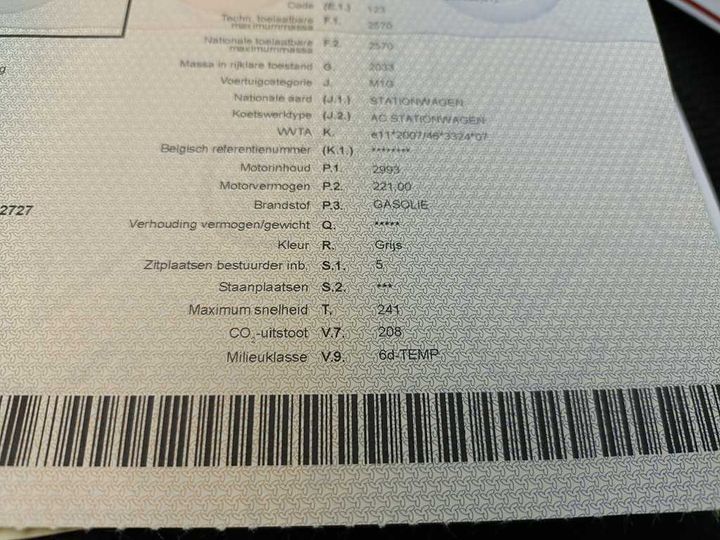 Code (E.1.) 123
Techn. toelaatbare maximummassa F.1. 2570
Nationale toelaatbare maximummassa F.2. 2570
Massa in rijklare toestand G. 2033
Voertuigcategorie J. M1G
Nationale aard (J.1.) STATIONWAGEN
Koetswerktype (J.2.) AC STATIONWAGEN
WVTA K. e11*2007/46*3324*07
Belgisch referentienummer (K.1.) ********
Motorinhoud P.1. 2993
Motorvermogen P.2. 221,00
Brandstof P.3. GASOLIE
2727
Verhouding vermogen/gewicht Q. *****
Kleur R. Grijs
Zitplaatsen bestuurder inb. S.1. 5
Staanplaatsen S.2. ***
Maximum snelheid T. 241
CO2-uitstoot V.7. 208
Milieuklasse V.9. 6d-TEMP